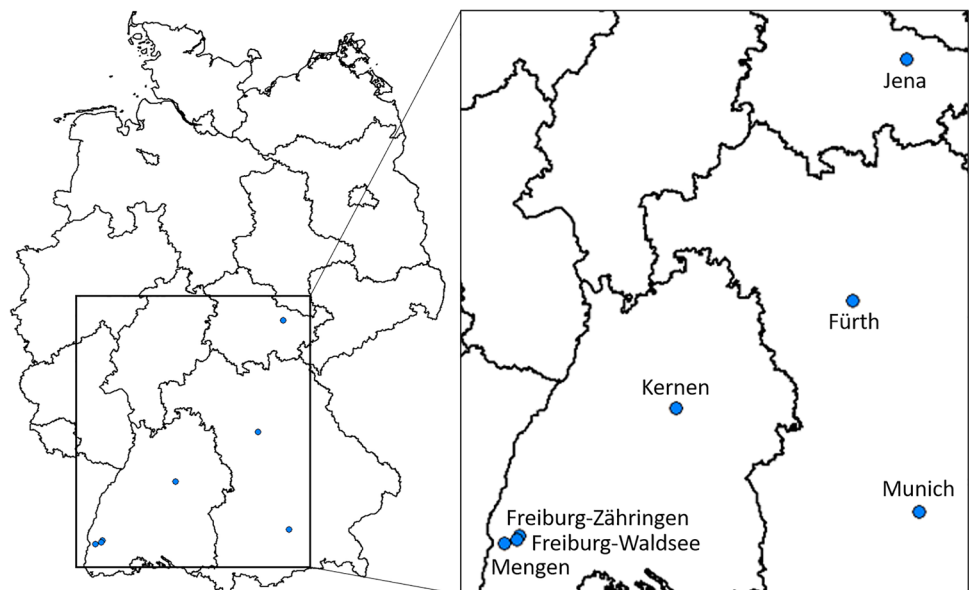 Jena
Fürth
Kernen
Munich
Freiburg-Zähringen
Freiburg-Waldsee
Mengen